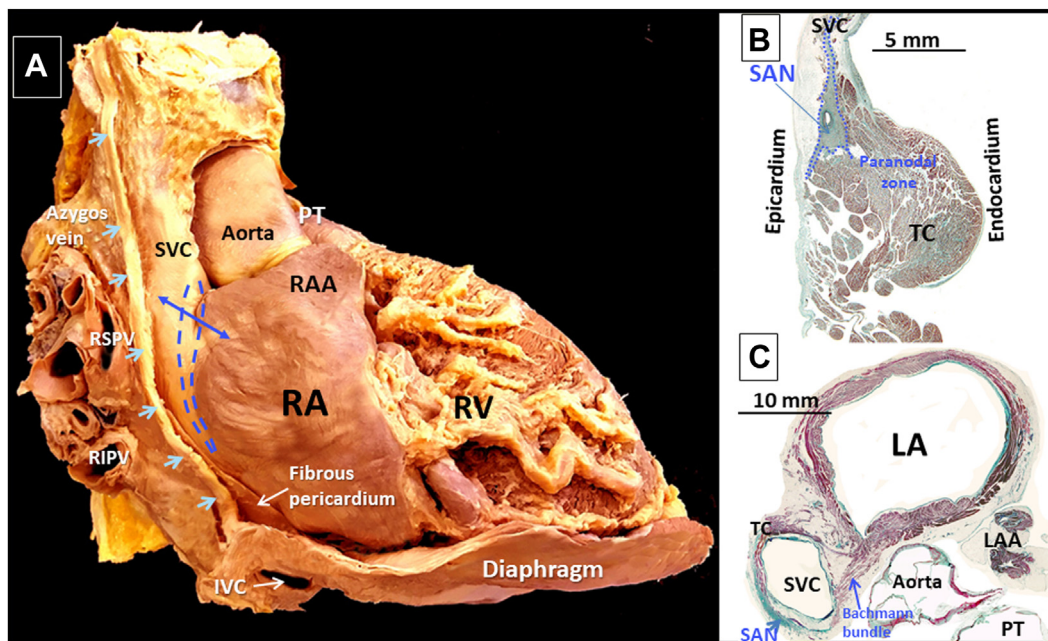 A
Azygos
vein
SVC
Aorta
PT
RAA
RSPV
RA
RV
RIPV
Fibrous
pericardium
IVC
Diaphragm
B
SVC
5 mm
SAN
Epicardium
Paranodal
zone
Endocardium
TC
C
10 mm
LA
TC
SVC
LAA
Aorta
Bachmann
bundle
SAN
PT